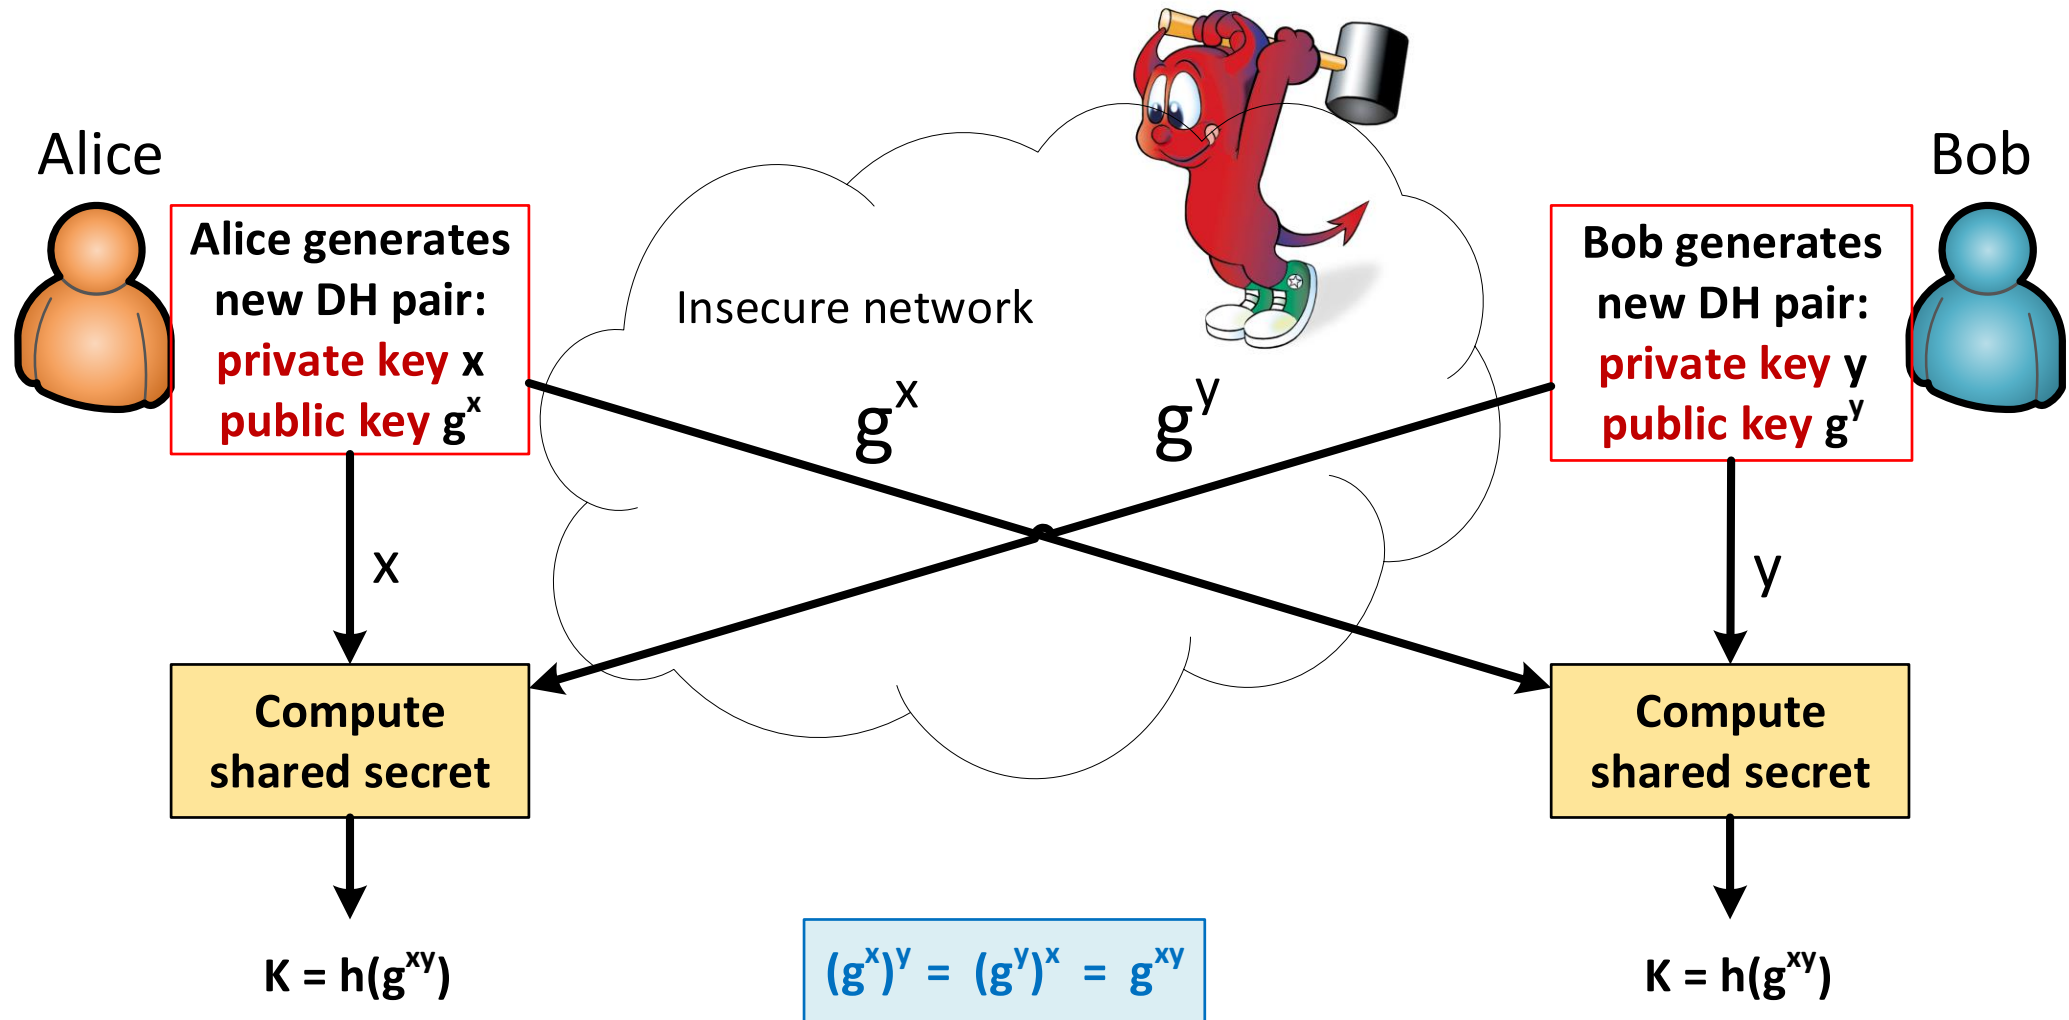 Alice
Bob
Alice generates
new DH pair:
private key x
public key gˣ
Insecure network
Bob generates
new DH pair:
private key y
public key gʸ
gˣ
gʸ
x
y
Compute
shared secret
Compute
shared secret
K = h(gˣʸ)
(gˣ)ʸ = (gʸ)ˣ = gˣʸ
K = h(gˣʸ)